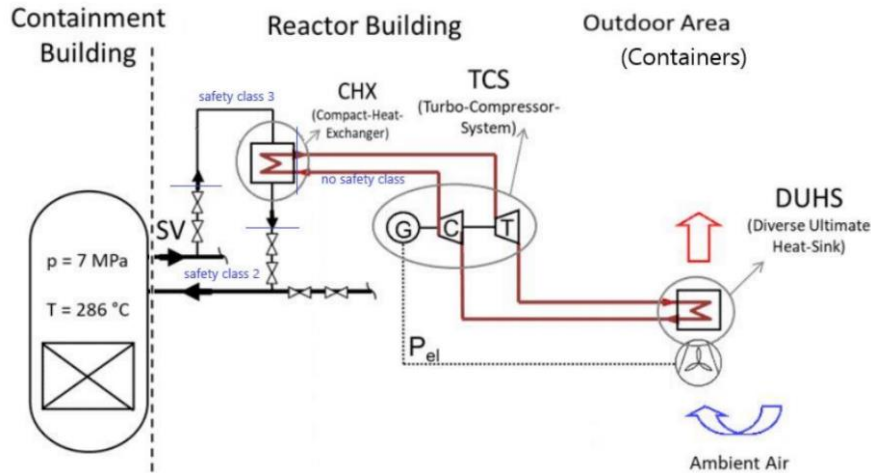 Containment
Building
Reactor Building
Outdoor Area
(Containers)
safety class 3
CHX
(Compact-Heat-
Exchanger)
TCS
(Turbo-Compressor-
System)
no safety class
SV
p = 7 MPa
safety class 2
T = 286 °C
G
C
T
DUHS
(Diverse Ultimate
Heat-Sink)
Pel
Ambient Air